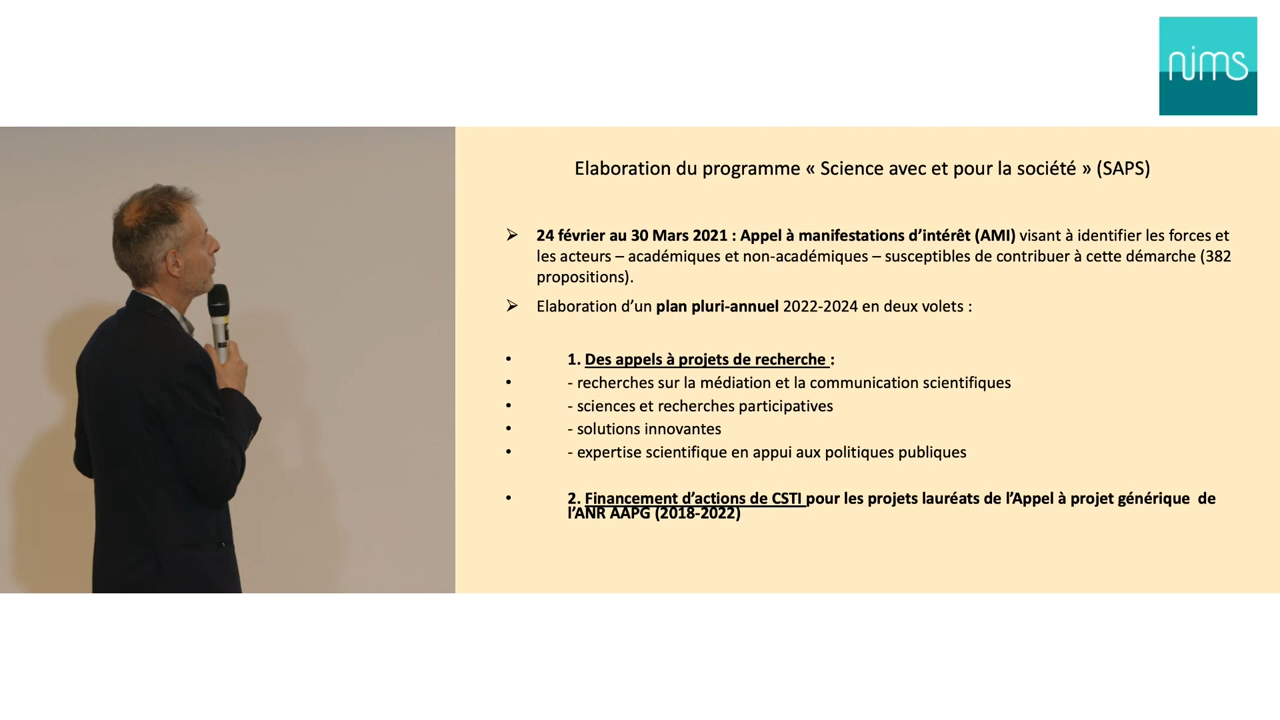 nims
Elaboration du programme « Science avec et pour la société » (SAPS)
➢ 24 février au 30 Mars 2021 : Appel à manifestations d’intérêt (AMI) visant à identifier les forces et
les acteurs – académiques et non-académiques – susceptibles de contribuer à cette démarche (382
propositions).
➢ Elaboration d’un plan pluri-annuel 2022-2024 en deux volets :
• 1. Des appels à projets de recherche :
• - recherches sur la médiation et la communication scientifiques
• - sciences et recherches participatives
• - solutions innovantes
• - expertise scientifique en appui aux politiques publiques
• 2. Financement d’actions de CSTI pour les projets lauréats de l’Appel à projet générique de
l’ANR AAPG (2018-2022)